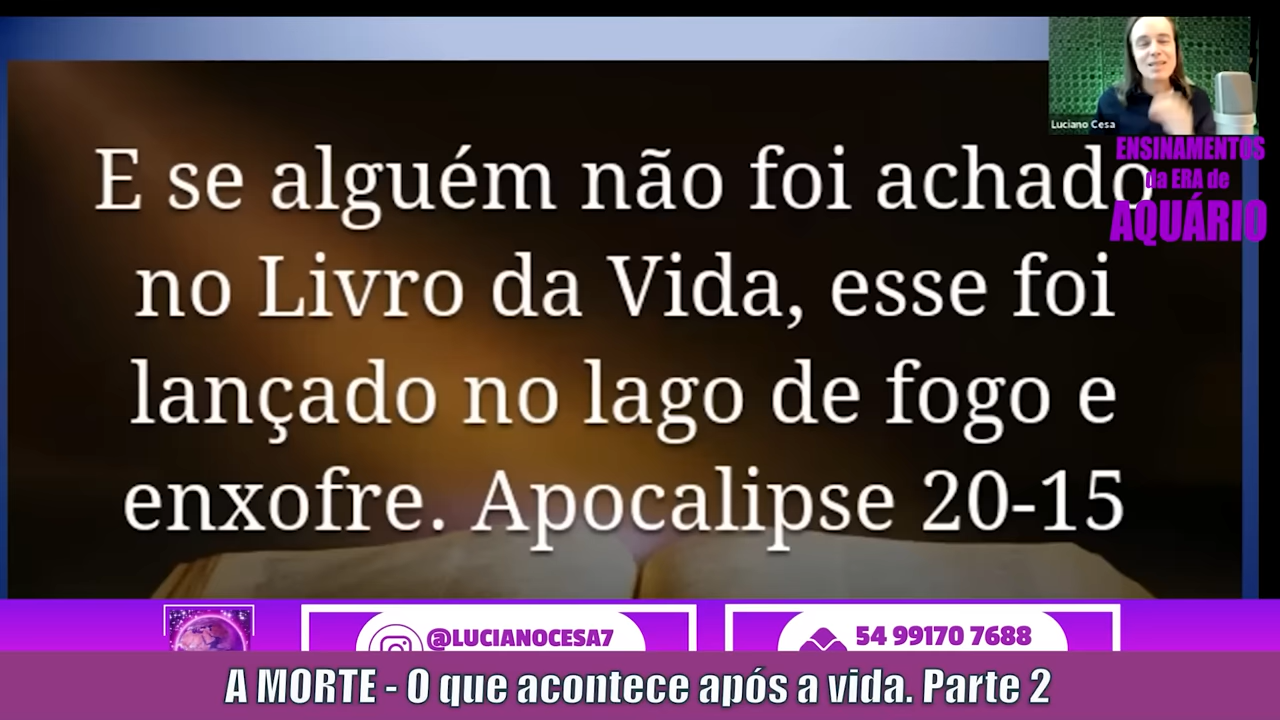 Luciano Cesa
ENSINAMENTOS
da ERA de
AQUÁRIO
E se alguém não foi achado
no Livro da Vida, esse foi
lançado no lago de fogo e
enxofre. Apocalipse 20-15
@LUCIANOCESA7
54 99170 7688
A MORTE - O que acontece após a vida. Parte 2